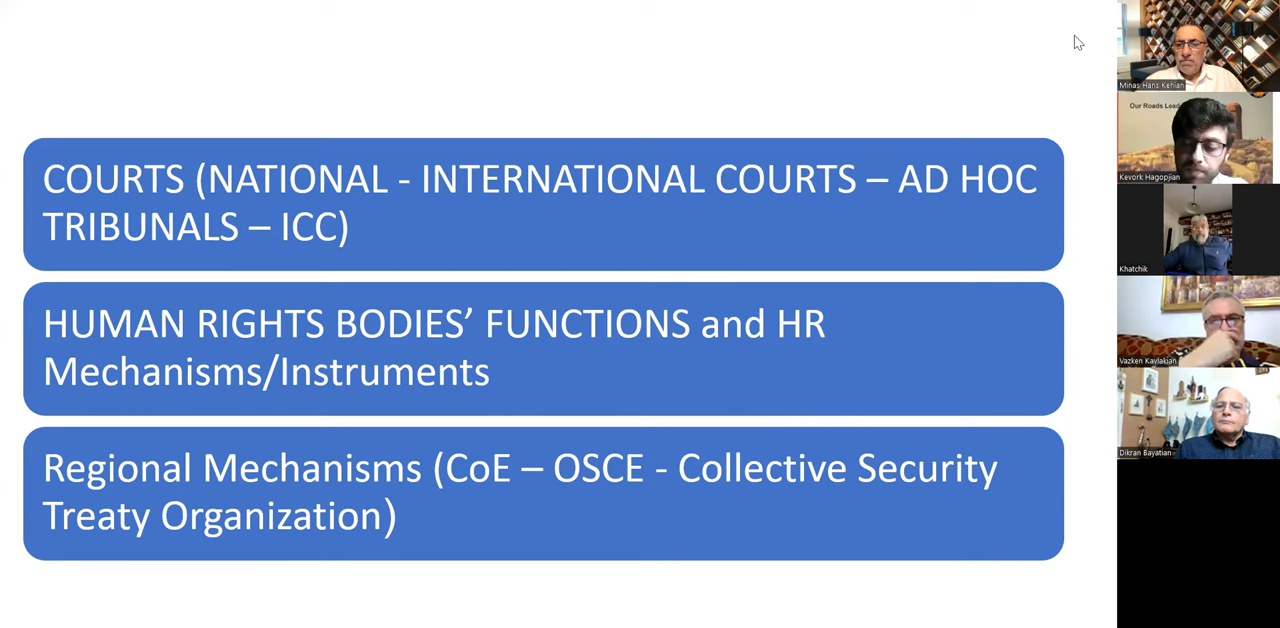 COURTS (NATIONAL - INTERNATIONAL COURTS – AD HOC
TRIBUNALS – ICC)
HUMAN RIGHTS BODIES’ FUNCTIONS and HR
Mechanisms/Instruments
Regional Mechanisms (CoE – OSCE - Collective Security
Treaty Organization)
Minas Hans Kehian
Our Roads Lead
Kevork Hagopjian
Khatchik
Vazken Kavlakian
Dikran Bayatian